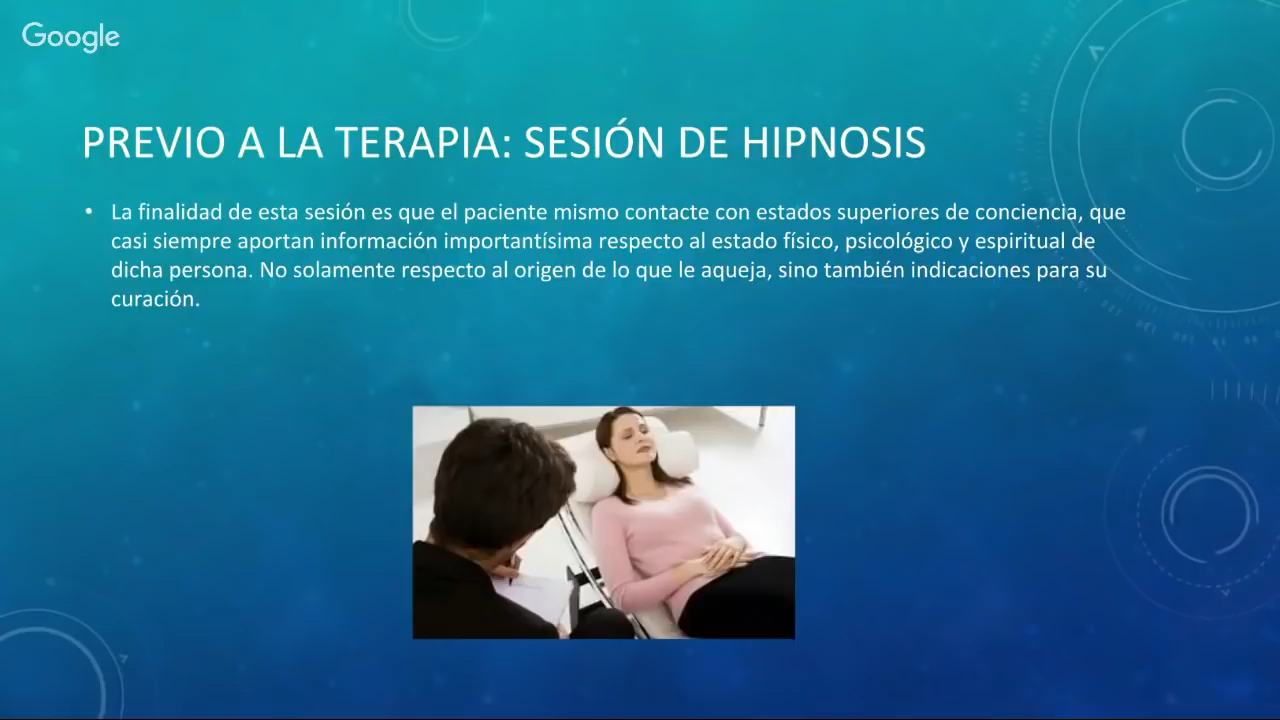 Google
PREVIO A LA TERAPIA: SESIÓN DE HIPNOSIS
• La finalidad de esta sesión es que el paciente mismo contacte con estados superiores de conciencia, que
casi siempre aportan información importantísima respecto al estado físico, psicológico y espiritual de
dicha persona. No solamente respecto al origen de lo que le aqueja, sino también indicaciones para su
curación.